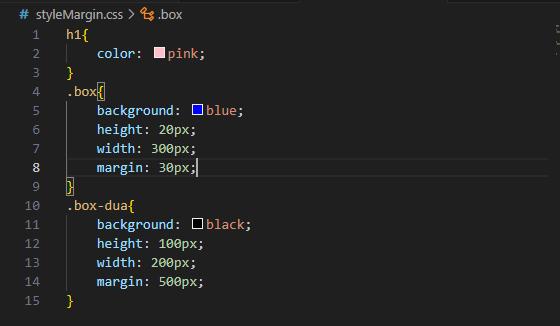 # styleMargin.css > .box
1 h1{
2 color: pink;
3 }
4 .box{
5 background: blue;
6 height: 20px;
7 width: 300px;
8 margin: 30px;
9 }
10 .box-dua{
11 background: black;
12 height: 100px;
13 width: 200px;
14 margin: 500px;
15 }